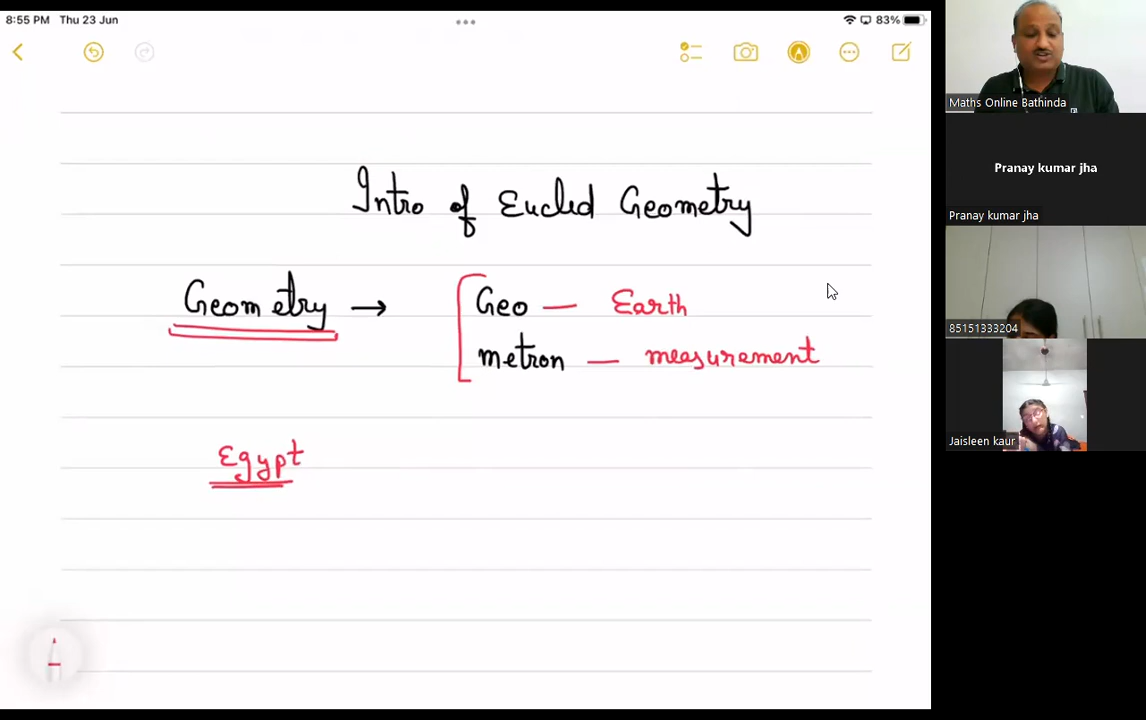 8:55 PM Thu 23 Jun
83%
Intro of Euclid Geometry
Geometry → Geo — Earth
metron — measurement
Egypt
Maths Online Bathinda
Pranay kumar jha
Pranay kumar jha
85151333204
Jaisleen kaur